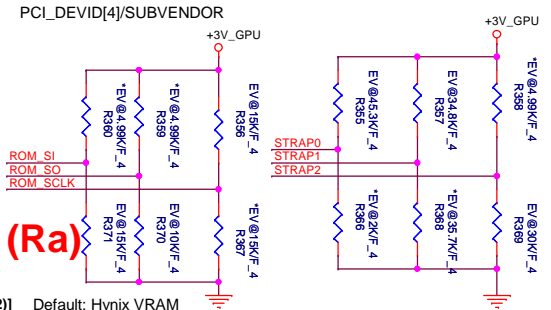 PCI_DEVID[4]/SUBVENDOR
+3V_GPU
+3V_GPU
*EV@4.99K/F_4
R360
*EV@4.99K/F_4
R359
EV@15K/F_4
R356
EV@45.3K/F_4
R355
EV@34.8K/F_4
R357
*EV@4.99K/F_4
R358
ROM_SI
ROM_SO
ROM_SCLK
STRAP0
STRAP1
STRAP2
(Ra)
EV@15K/F_4
R371
EV@10K/F_4
R370
*EV@15K/F_4
R367
*EV@2K/F_4
R366
*EV@35.7K/F_4
R368
EV@30K/F_4
R369
2)] Default: Hynix VRAM